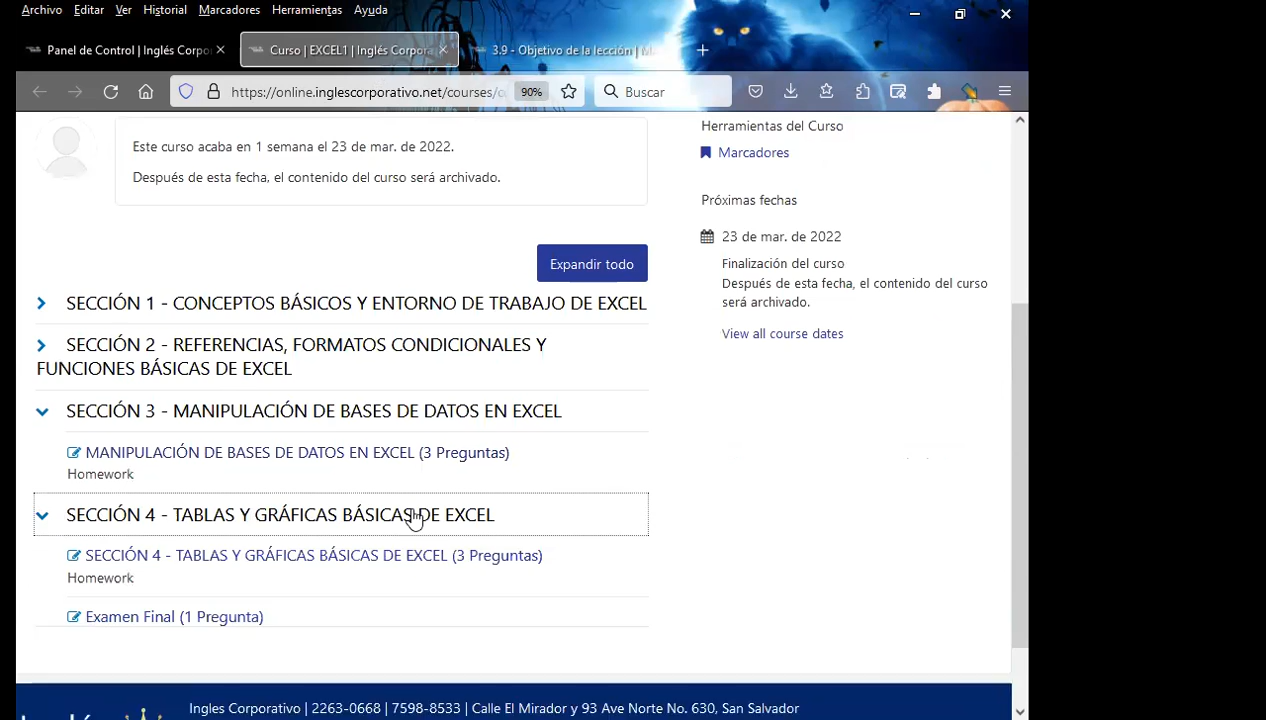 Archivo Editar Ver Historial Marcadores Herramientas Ayuda
Panel de Control | Inglés Corpo
Curso | EXCEL1 | Inglés Corpora
3.9 - Objetivo de la lección | M
https://online.inglescorporativo.net/courses/
90%
Buscar
Este curso acaba en 1 semana el 23 de mar. de 2022.
Después de esta fecha, el contenido del curso será archivado.
Expandir todo
SECCIÓN 1 - CONCEPTOS BÁSICOS Y ENTORNO DE TRABAJO DE EXCEL
SECCIÓN 2 - REFERENCIAS, FORMATOS CONDICIONALES Y
FUNCIONES BÁSICAS DE EXCEL
SECCIÓN 3 - MANIPULACIÓN DE BASES DE DATOS EN EXCEL
MANIPULACIÓN DE BASES DE DATOS EN EXCEL (3 Preguntas)
Homework
SECCIÓN 4 - TABLAS Y GRÁFICAS BÁSICAS DE EXCEL
SECCIÓN 4 - TABLAS Y GRÁFICAS BÁSICAS DE EXCEL (3 Preguntas)
Homework
Examen Final (1 Pregunta)
Herramientas del Curso
Marcadores
Próximas fechas
23 de mar. de 2022
Finalización del curso
Después de esta fecha, el contenido del curso
será archivado.
View all course dates
Ingles Corporativo | 2263-0668 | 7598-8533 | Calle El Mirador y 93 Ave Norte No. 630, San Salvador